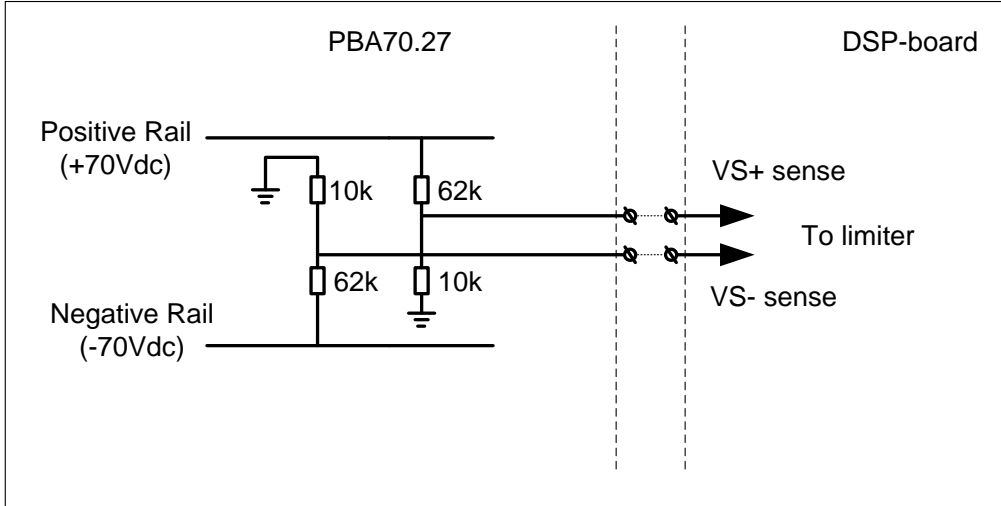 PBA70.27
DSP-board
Positive Rail
(+70Vdc)
10k
62k
VS+ sense
To limiter
62k
10k
VS- sense
Negative Rail
(-70Vdc)